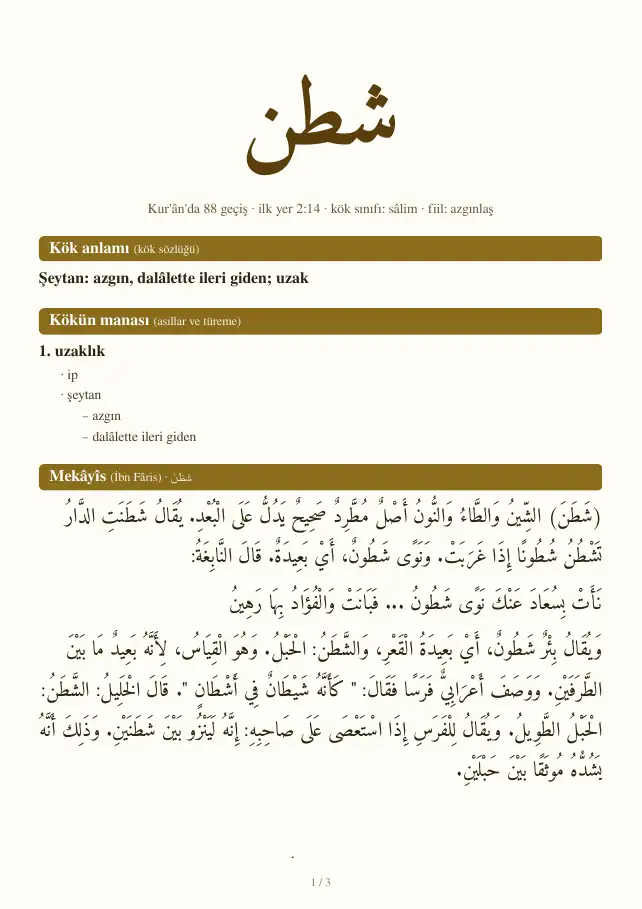 شطن
Kur'ân'da 88 geçiş · ilk yer 2:14 · kök sınıfı: sâlim · fiil: azgınlaş
Kök anlamı (kök sözlüğü)
Şeytan: azgın, dalâlette ileri giden; uzak
Kökün manası (asıllar ve türeme)
1. uzaklık
· ip
· şeytan
– azgın
– dalâlette ileri giden
Mekâyîs (İbn Fâris) · شَطَنَ
(شَطَنَ) الشِّينُ وَالطَّاءُ وَالنُّونُ أَصْلٌ مُطَّرِدٌ صَحِيحٌ يَدُلُّ عَلَى الْبُعْدِ. يُقَالُ شَطَنَتِ الدَّارُ
تَشْطُنُ شُطُونًا إِذَا غَرَبَتْ. وَنَوًى شَطُونٌ، أَيْ بَعِيدَةٌ. قَالَ النَّابِغَةُ:
نَأَتْ بِسُعَادَ عَنْكَ نَوًى شَطُونُ ... فَبَانَتْ وَالْفُؤَادُ بِهَا رَهِينُ
وَيُقَالُ بِئْرٌ شَطُونٌ، أَيْ بَعِيدَةُ الْقَعْرِ، وَالشَّطَنُ: الْحَبْلُ. وَهُوَ الْقِيَاسُ، لِأَنَّهُ بَعِيدٌ مَا بَيْنَ
الطَّرَفَيْنِ. وَوَصَفَ أَعْرَابِيٌّ فَرَسًا فَقَالَ: " كَأَنَّهُ شَيْطَانٌ فِي أَشْطَانٍ ". قَالَ الْخَلِيلُ: الشَّطَنُ:
الْحَبْلُ الطَّوِيلُ. وَيُقَالُ لِلْفَرَسِ إِذَا اسْتَعْصَى عَلَى صَاحِبِهِ: إِنَّهُ لَيَنْزُو بَيْنَ شَطَنَيْنِ. وَذَلِكَ أَنَّهُ
يَشُدُّهُ مُوثَقًا بَيْنَ حَبْلَيْنِ.
1 / 3